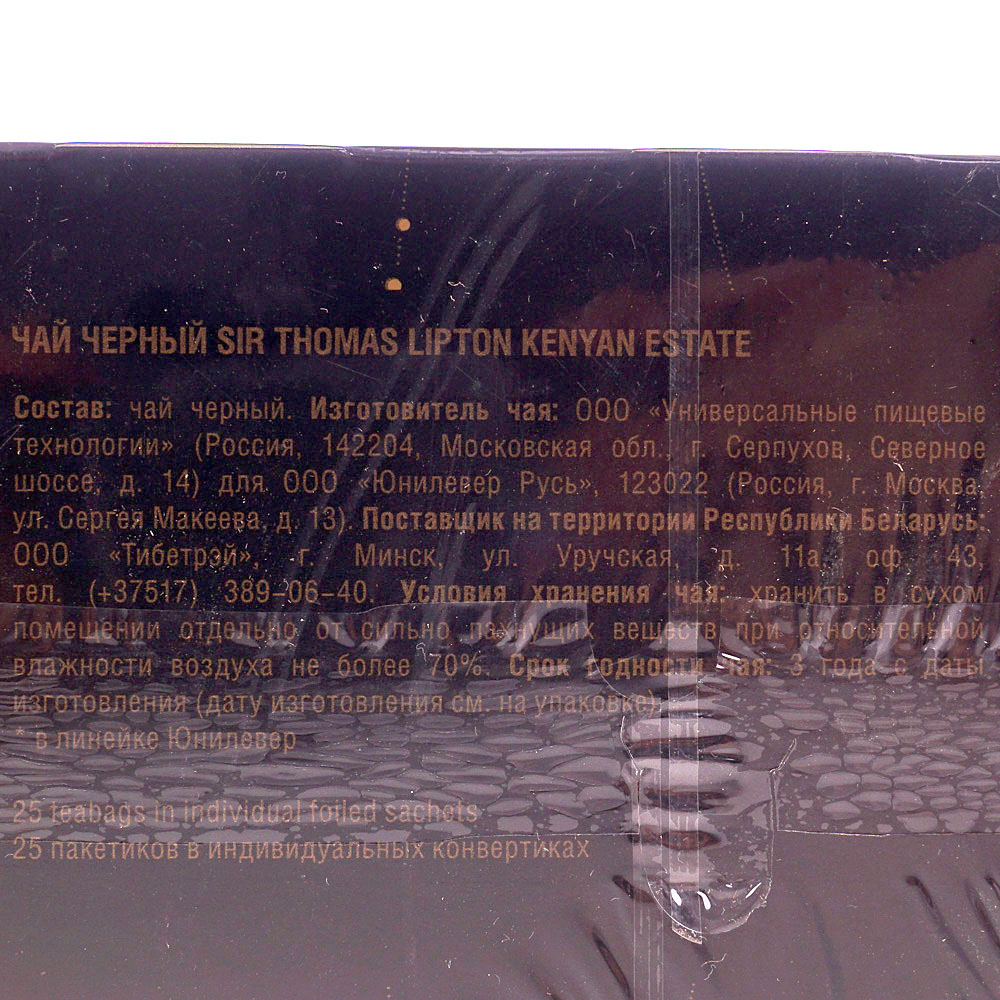 ЧАЙ ЧЕРНЫЙ SIR THOMAS LIPTON KENYAN ESTATE
Состав: чай черный. Изготовитель чая: ООО «Универсальные пищевые
технологии» (Россия, 142204, Московская обл., г. Серпухов, Северное
шоссе, д. 14) для ООО «Юнилевер Русь», 123022 (Россия, г. Москва,
ул. Сергея Макеева, д. 13). Поставщик на территории Республики Беларусь:
ООО «Тибетрэй», г. Минск, ул. Уручская, д. 11а, оф 43,
тел. (+37517) 389-06-40. Условия хранения чая: хранить в сухом
помещении отдельно от сильно пахнущих веществ при относительной
влажности воздуха не более 70%. Срок годности чая: 3 года с даты
изготовления (дату изготовления см. на упаковке).
* в линейке Юнилевер
25 teabags in individual foiled sachets
25 пакетиков в индивидуальных конвертиках